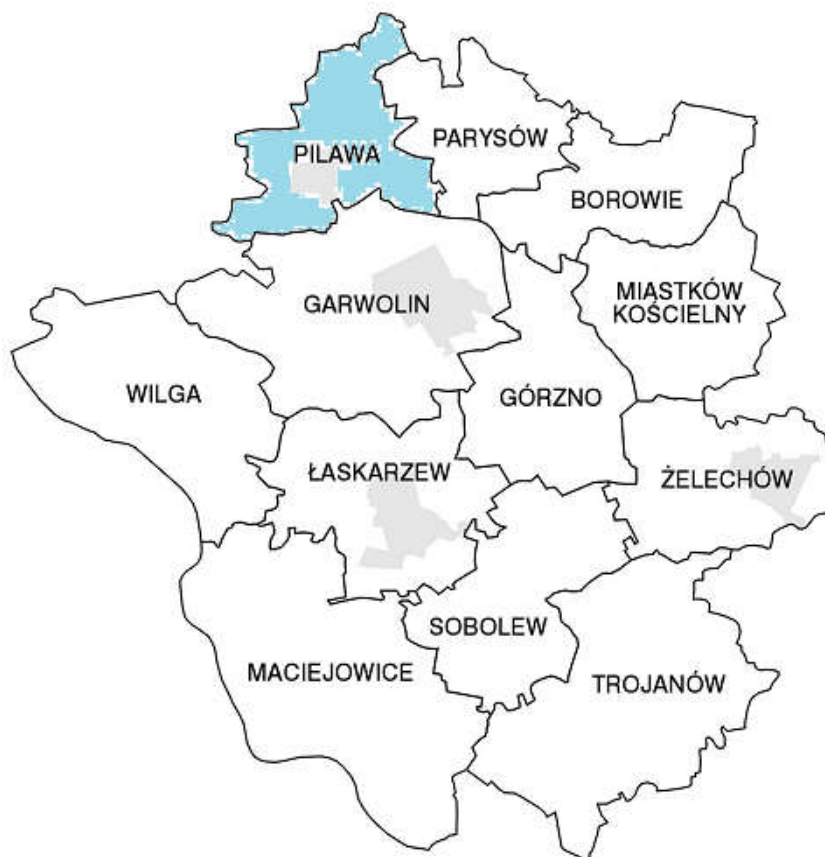 PILAWA
PARYSÓW
BOROWIE
GARWOLIN
MIASTKÓW
KOŚCIELNY
WILGA
GÓRZNO
ŁASKARZEW
ŻELECHÓW
SOBOLEW
MACIEJOWICE
TROJANÓW